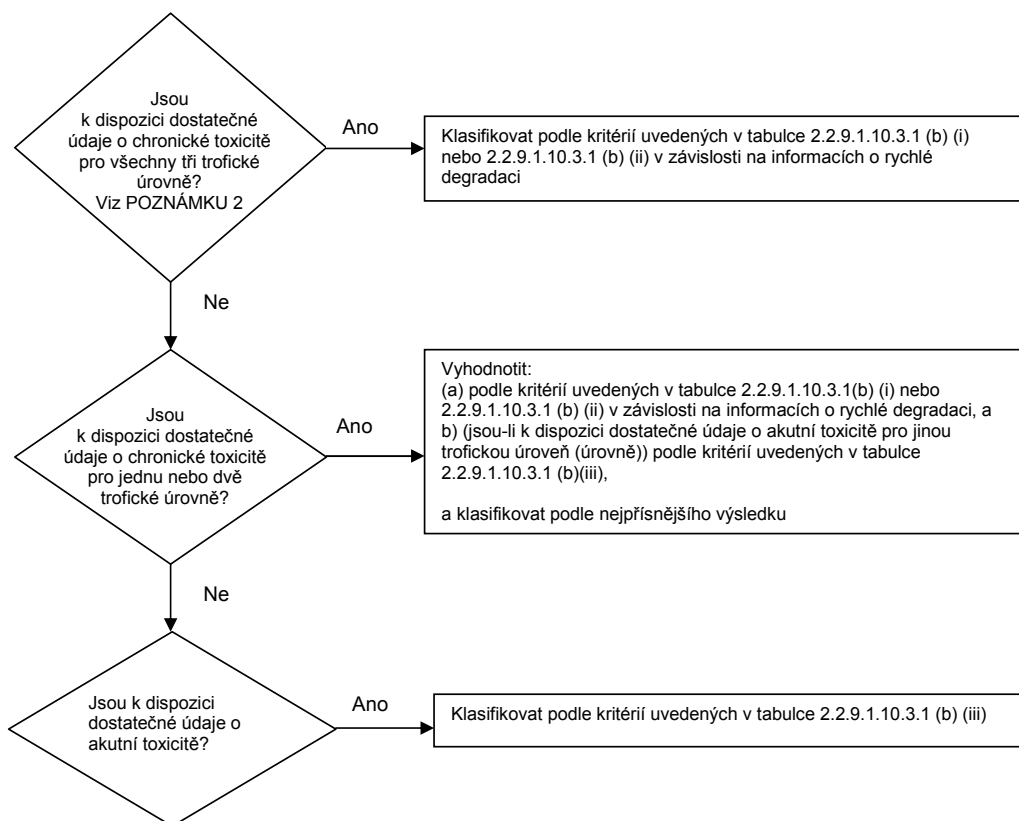 Jsou
k dispozici dostatečné
údaje o chronické toxicitě
pro všechny tři trofické
úrovně?
Viz POZNÁMKU 2
Ano
Klasifikovat podle kritérií uvedených v tabulce 2.2.9.1.10.3.1 (b) (i)
nebo 2.2.9.1.10.3.1 (b) (ii) v závislosti na informacích o rychlé
degradaci
Ne
Jsou
k dispozici dostatečné
údaje o chronické toxicitě
pro jednu nebo dvě
trofické úrovně?
Ano
Vyhodnotit:
(a) podle kritérií uvedených v tabulce 2.2.9.1.10.3.1(b) (i) nebo
2.2.9.1.10.3.1 (b) (ii) v závislosti na informacích o rychlé degradaci, a
b) (jsou-li k dispozici dostatečné údaje o akutní toxicitě pro jinou
trofickou úroveň (úrovně)) podle kritérií uvedených v tabulce
2.2.9.1.10.3.1 (b)(iii),
a klasifikovat podle nejpřísnějšího výsledku
Ne
Jsou k dispozici
dostatečné údaje o
akutní toxicitě?
Ano
Klasifikovat podle kritérií uvedených v tabulce 2.2.9.1.10.3.1 (b) (iii)